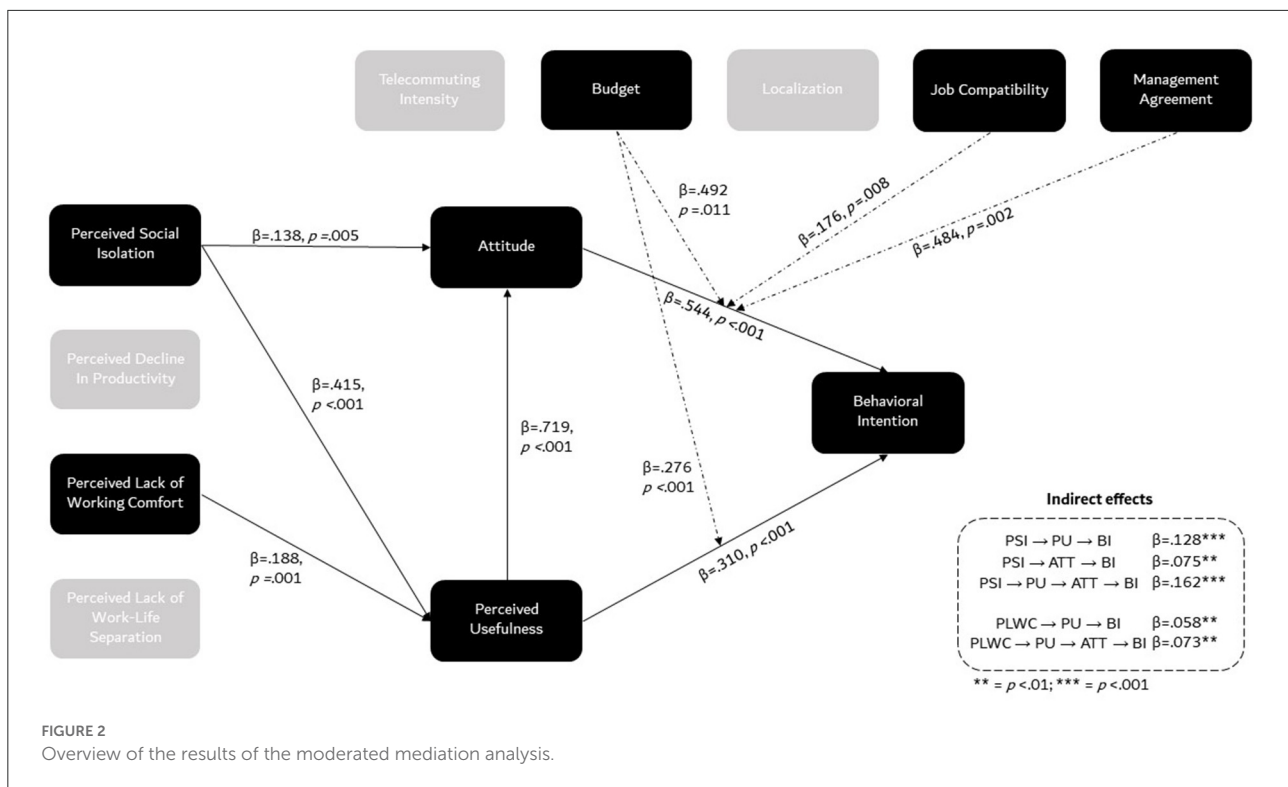 Telecommuting
Intensity
Budget
Localization
Job Compatibility
Management
Agreement
β=.492
p=.011
β=.176, p=.008
β=.484, p=.002
Perceived Social
Isolation
β=.138, p=.005
Attitude
β=.544, p<.001
Perceived Decline
In Productivity
β=.415,
p<.001
β=.719,
p<.001
Behavioral
Intention
β=.276
p<.001
Perceived Lack of
Working Comfort
β=.188,
p=.001
β=.310, p<.001
Perceived Lack of
Work-Life
Separation
Perceived
Usefulness
Indirect effects
PSI → PU → BI β=.128***
PSI → ATT → BI β=.075**
PSI → PU → ATT → BI β=.162***
PLWC → PU → BI β=.058**
PLWC → PU → ATT → BI β=.073**
** = p<.01; *** = p<.001
FIGURE 2
Overview of the results of the moderated mediation analysis.